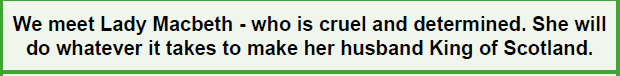 We meet Lady Macbeth - who is cruel and determined. She will
do whatever it takes to make her husband King of Scotland.